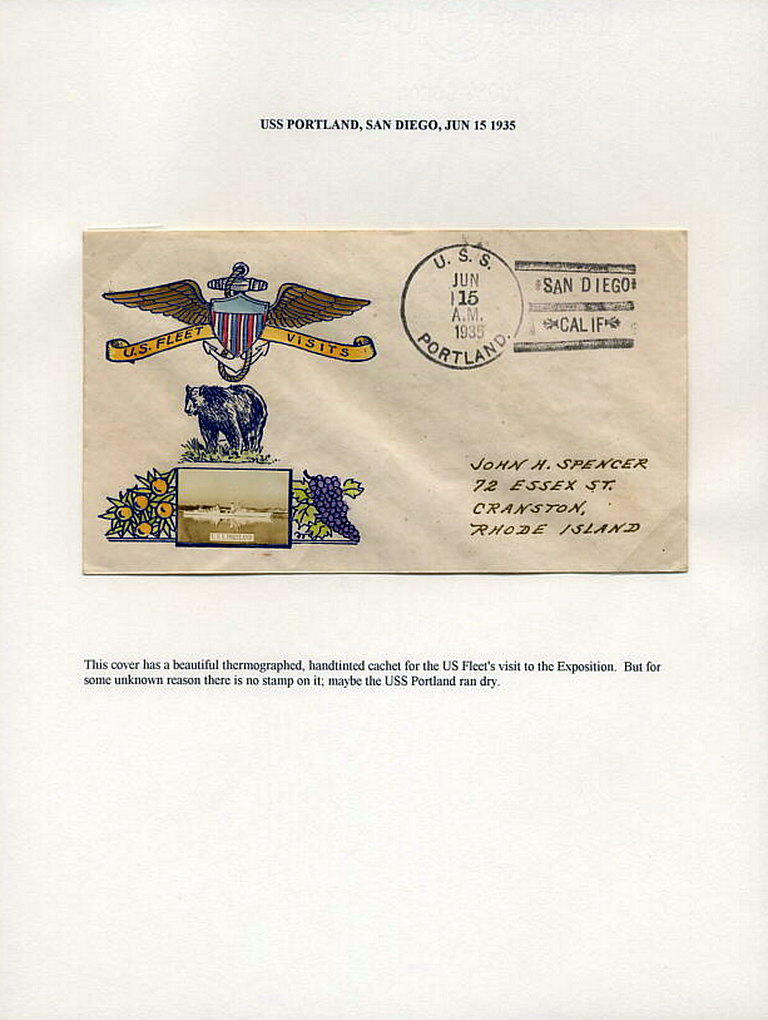 USS PORTLAND, SAN DIEGO, JUN 15 1935
U.S. FLEET VISITS
U. S. S.
JUN
15
A.M.
1935
PORTLAND.
SAN DIEGO
CALIF
JOHN H. SPENCER
72 ESSEX ST.
CRANSTON,
RHODE ISLAND
U.S.S. PORTLAND
This cover has a beautiful thermographed, handtinted cachet for the US Fleet's visit to the Exposition. But for
some unknown reason there is no stamp on it; maybe the USS Portland ran dry.